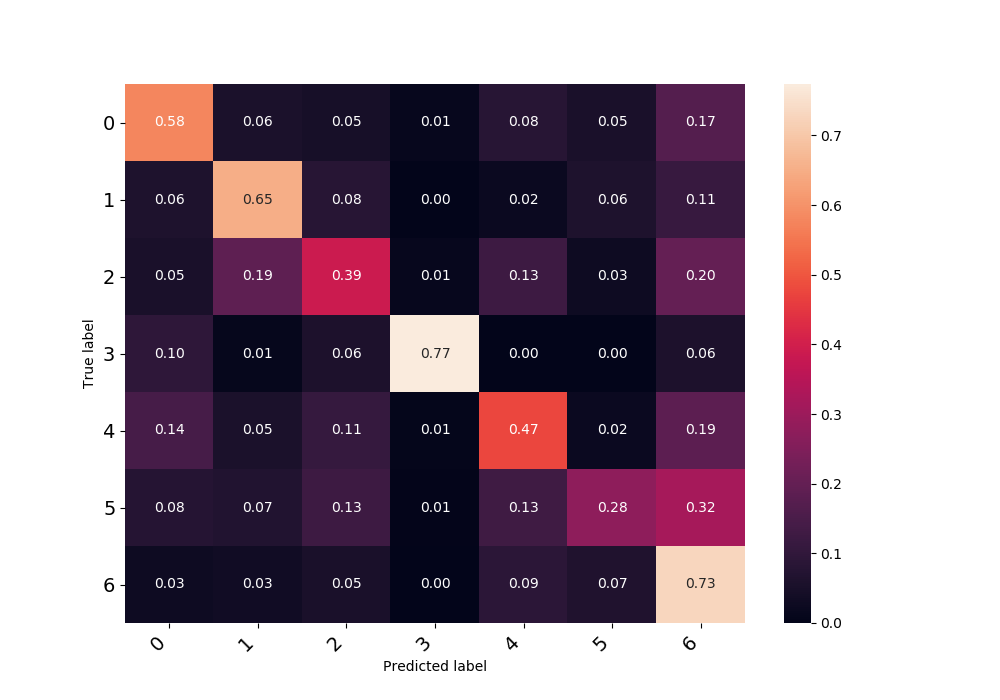 0 0.58 0.06 0.05 0.01 0.08 0.05 0.17
1 0.06 0.65 0.08 0.00 0.02 0.06 0.11
2 0.05 0.19 0.39 0.01 0.13 0.03 0.20
3 0.10 0.01 0.06 0.77 0.00 0.00 0.06
4 0.14 0.05 0.11 0.01 0.47 0.02 0.19
5 0.08 0.07 0.13 0.01 0.13 0.28 0.32
6 0.03 0.03 0.05 0.00 0.09 0.07 0.73
0 1 2 3 4 5 6
Predicted label
True label
0.7
0.6
0.5
0.4
0.3
0.2
0.1
0.0